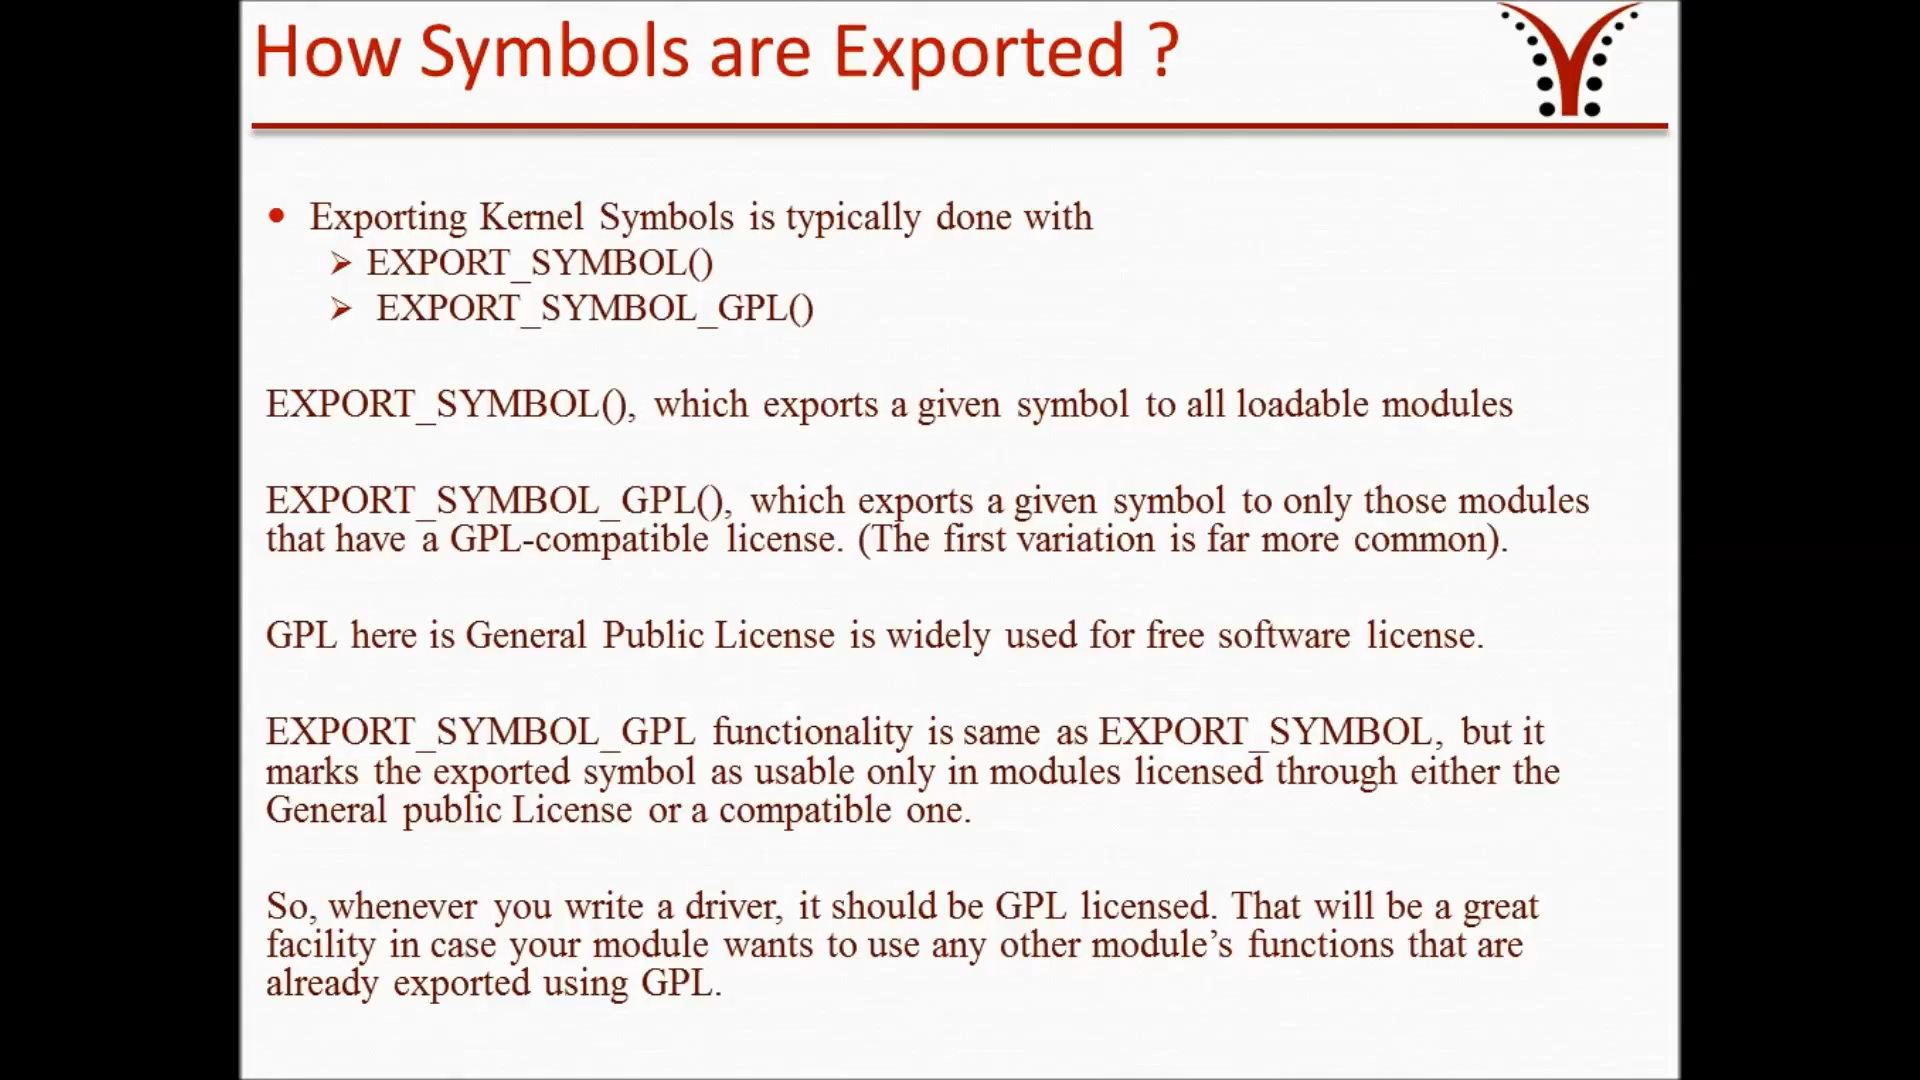 How Symbols are Exported ?
• Exporting Kernel Symbols is typically done with
➢ EXPORT_SYMBOL()
➢ EXPORT_SYMBOL_GPL()
EXPORT_SYMBOL(), which exports a given symbol to all loadable modules
EXPORT_SYMBOL_GPL(), which exports a given symbol to only those modules
that have a GPL-compatible license. (The first variation is far more common).
GPL here is General Public License is widely used for free software license.
EXPORT_SYMBOL_GPL functionality is same as EXPORT_SYMBOL, but it
marks the exported symbol as usable only in modules licensed through either the
General public License or a compatible one.
So, whenever you write a driver, it should be GPL licensed. That will be a great
facility in case your module wants to use any other module’s functions that are
already exported using GPL.